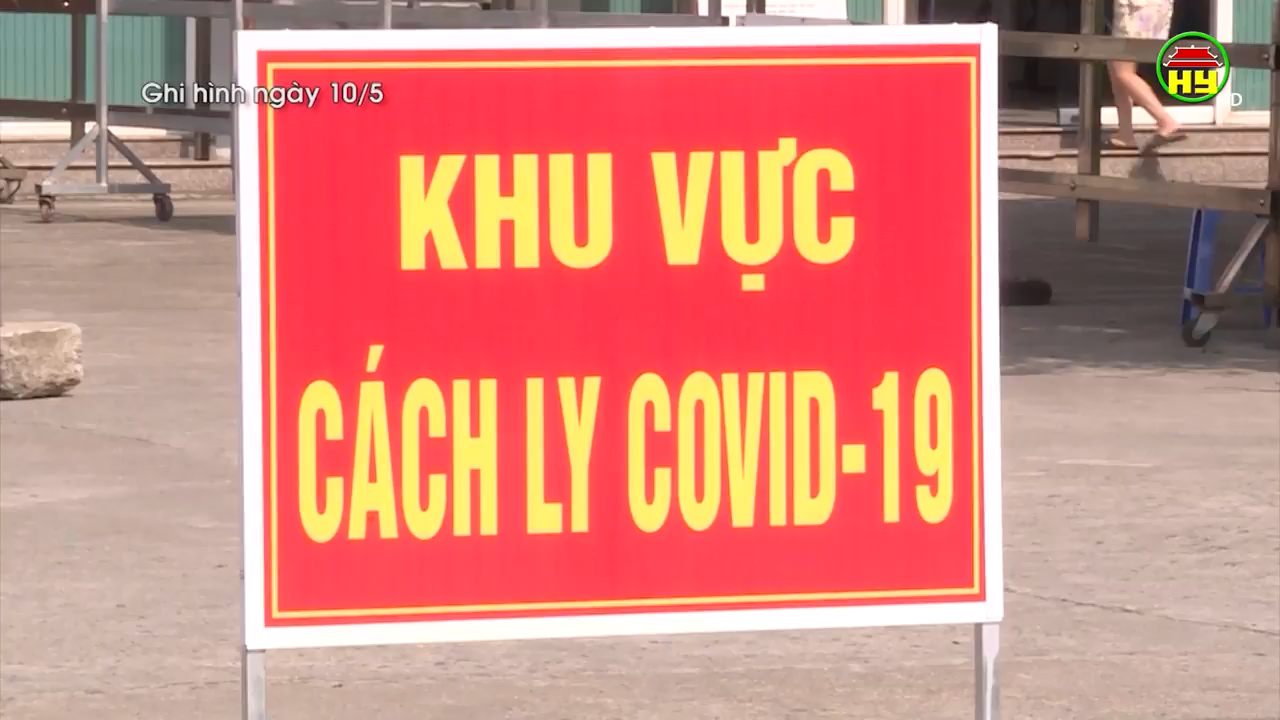 Ghi hình ngày 10/5
HY
D
KHU VỰC
CÁCH LY COVID-19